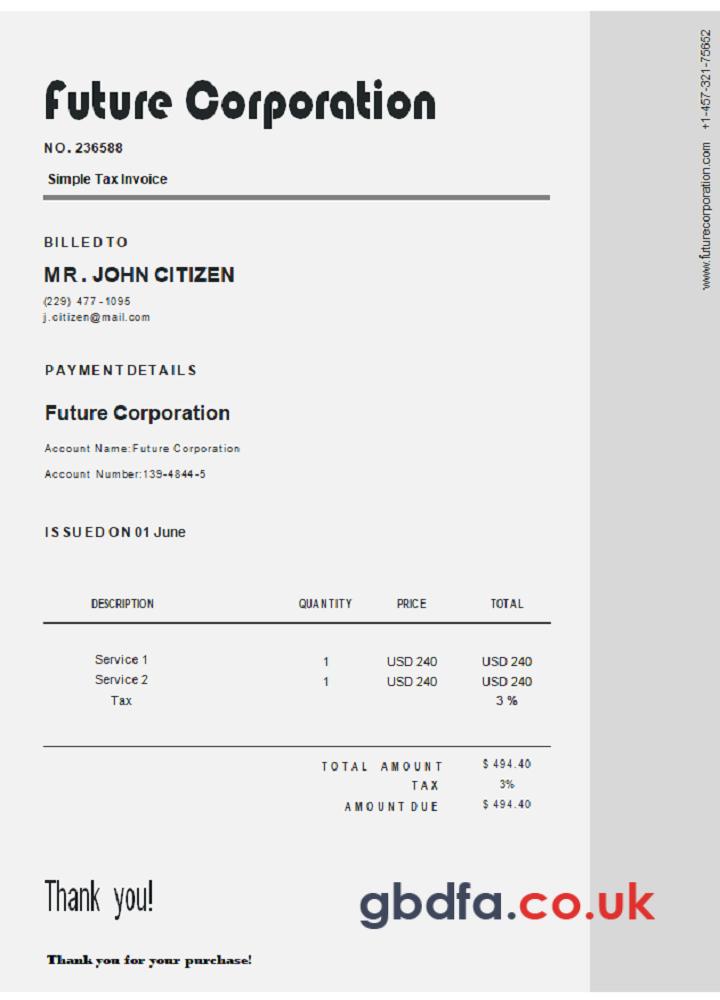 Future Corporation
NO. 236588
Simple Tax Invoice
BILLED TO
MR. JOHN CITIZEN
(229) 477-1095
j.citizen@mail.com
PAYMENT DETAILS
Future Corporation
Account Name:Future Corporation
Account Number:139-4844-5
ISSUED ON 01 June
DESCRIPTION QUANTITY PRICE TOTAL
Service 1 1 USD 240 USD 240
Service 2 1 USD 240 USD 240
Tax 3 %
TOTAL AMOUNT $ 494.40
TAX 3%
AMOUNT DUE $ 494.40
Thank you!
gbdfa.co.uk
Thank you for your purchase!
www.futurecorporation.com +1-457-321-75652